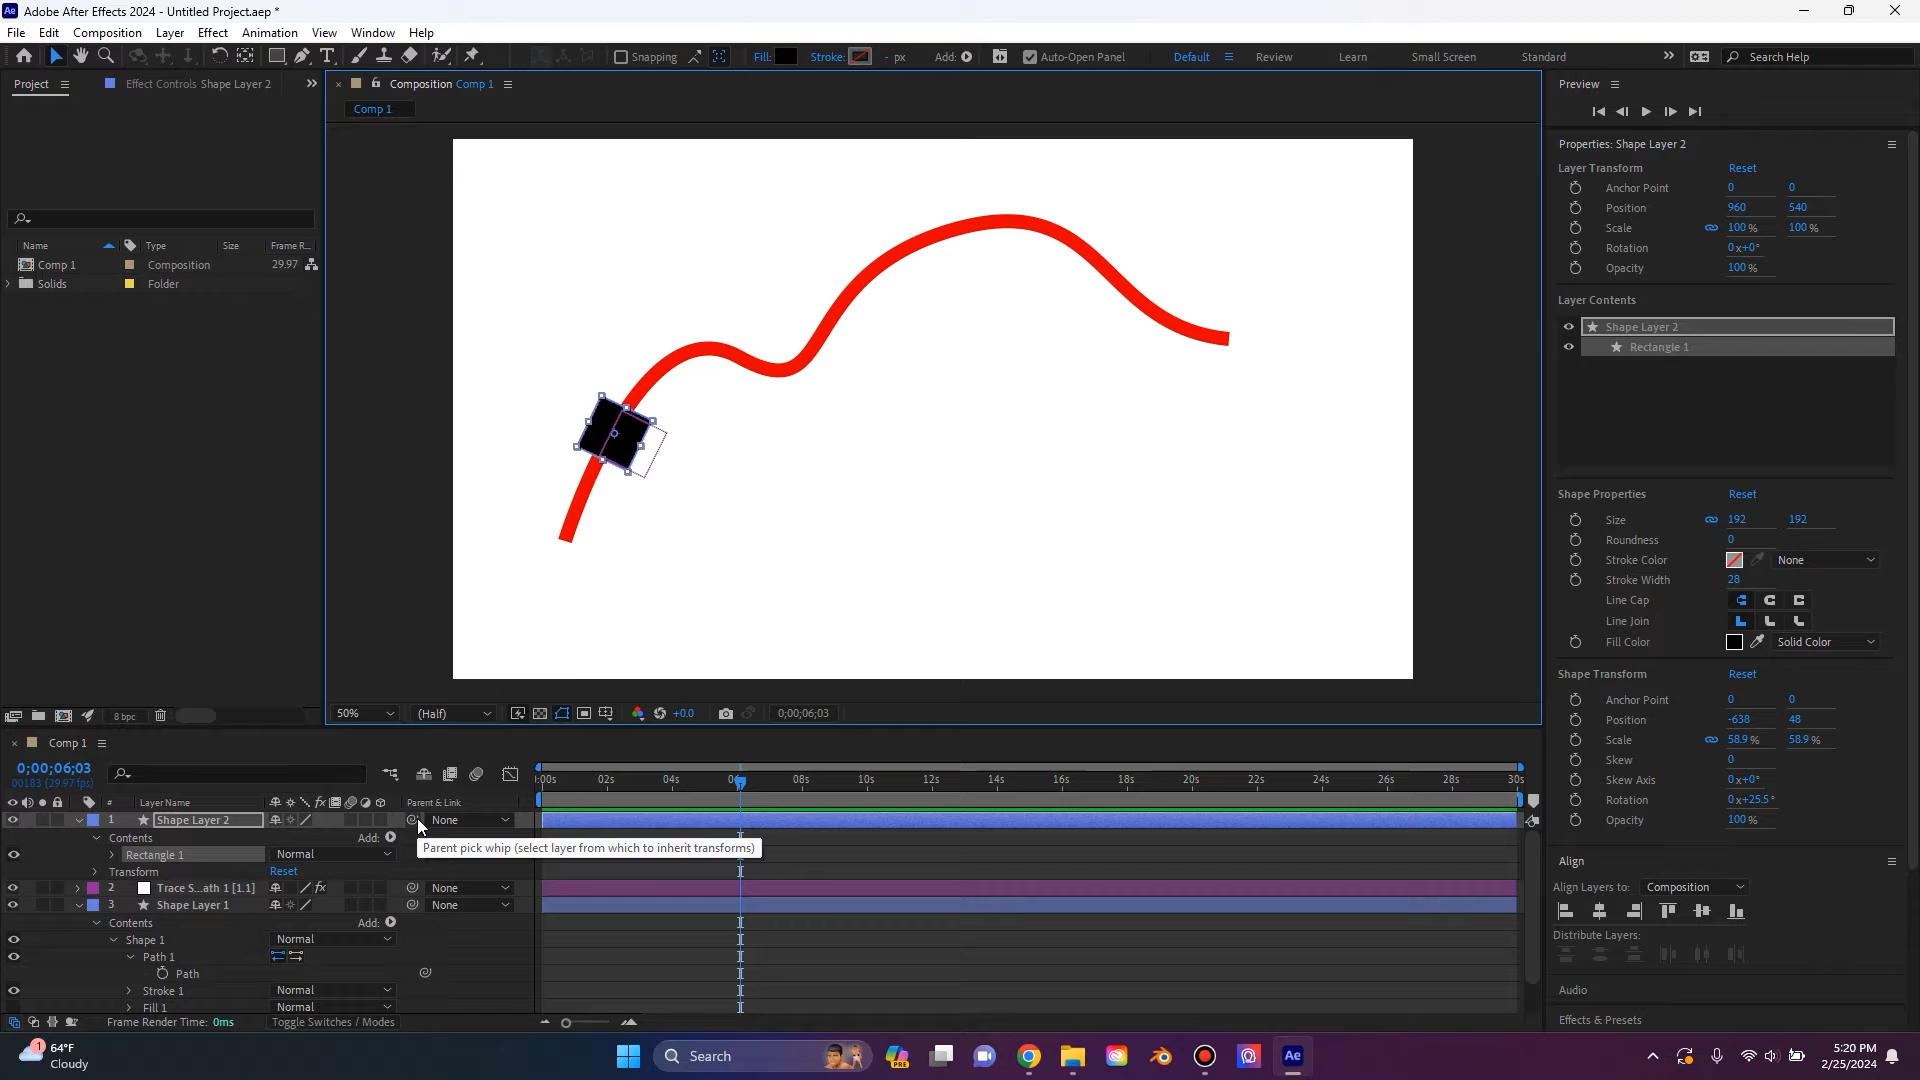 Adobe After Effects 2024 - Untitled Project.aep *
File Edit Composition Layer Effect Animation View Window Help
Snapping Fill: Stroke: - px Add: Auto-Open Panel Default Review Learn Small Screen Standard Search Help
Project Effect Controls Shape Layer 2
Composition Comp 1
Comp 1
Name Type Size Frame R...
Comp 1 Composition 29.97
Solids Folder
8 bpc
50% (Half) +0.0 0;00;06;03
Preview
Properties: Shape Layer 2
Layer Transform Reset
Anchor Point 0 0
Position 960 540
Scale 100 % 100 %
Rotation 0x+0°
Opacity 100 %
Layer Contents
Shape Layer 2
Rectangle 1
Shape Properties Reset
Size 192 192
Roundness 0
Stroke Color None
Stroke Width 28
Line Cap
Line Join
Fill Color Solid Color
Shape Transform Reset
Anchor Point 0 0
Position -638 48
Scale 58.9 % 58.9 %
Skew 0
Skew Axis 0x+0°
Rotation 0x+25.5°
Opacity 100 %
Align
Align Layers to: Composition
Distribute Layers:
Audio
Effects & Presets
Comp 1
0;00;06;03
00183 (29.97 fps)
# Layer Name Parent & Link
:00s 02s 04s 06s 08s 10s 12s 14s 16s 18s 20s 22s 24s 26s 28s 30s
1 Shape Layer 2 None
Contents Add:
Rectangle 1 Normal
Parent pick whip (select layer from which to inherit transforms)
Transform Reset
2 Trace S...ath 1 [1.1] fx None
3 Shape Layer 1 None
Contents Add:
Shape 1 Normal
Path 1
Path
Stroke 1 Normal
Fill 1 Normal
Frame Render Time: 0ms Toggle Switches / Modes
1 64°F
Cloudy
Search
PRE
Ae
5:20 PM
2/25/2024